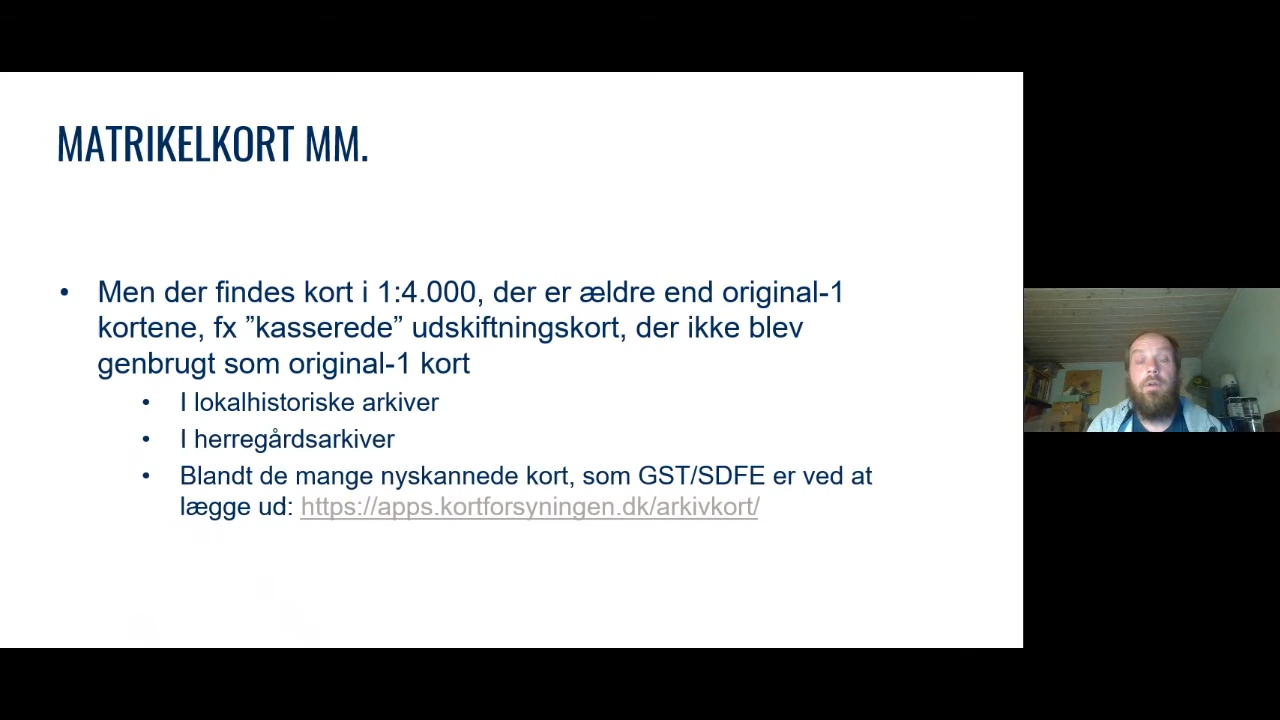 MATRIKELKORT MM.
• Men der findes kort i 1:4.000, der er ældre end original-1
kortene, fx ”kasserede” udskiftningskort, der ikke blev
genbrugt som original-1 kort
• I lokalhistoriske arkiver
• I herregårdsarkiver
• Blandt de mange nyskannede kort, som GST/SDFE er ved at
lægge ud: https://apps.kortforsyningen.dk/arkivkort/